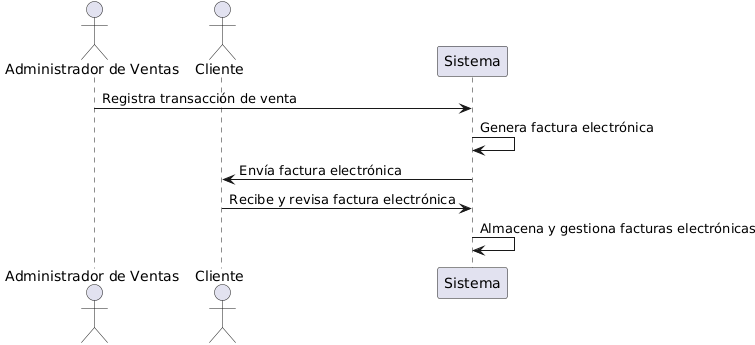 Administrador de Ventas
Cliente
Sistema
Registra transacción de venta
Genera factura electrónica
Envía factura electrónica
Recibe y revisa factura electrónica
Almacena y gestiona facturas electrónicas
Administrador de Ventas
Cliente
Sistema